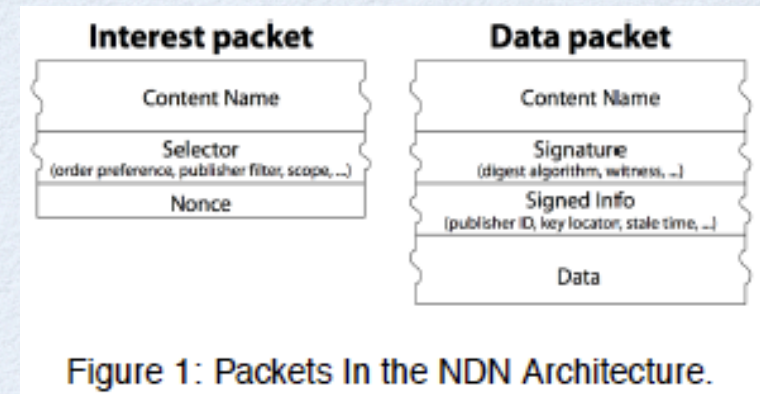 Interest packet
Content Name
Selector
(order preference, publisher filter, scope, ...)
Nonce
Data packet
Content Name
Signature
(digest algorithm, witness, ...)
Signed Info
(publisher ID, key locator, stale time, ...)
Data
Figure 1: Packets In the NDN Architecture.